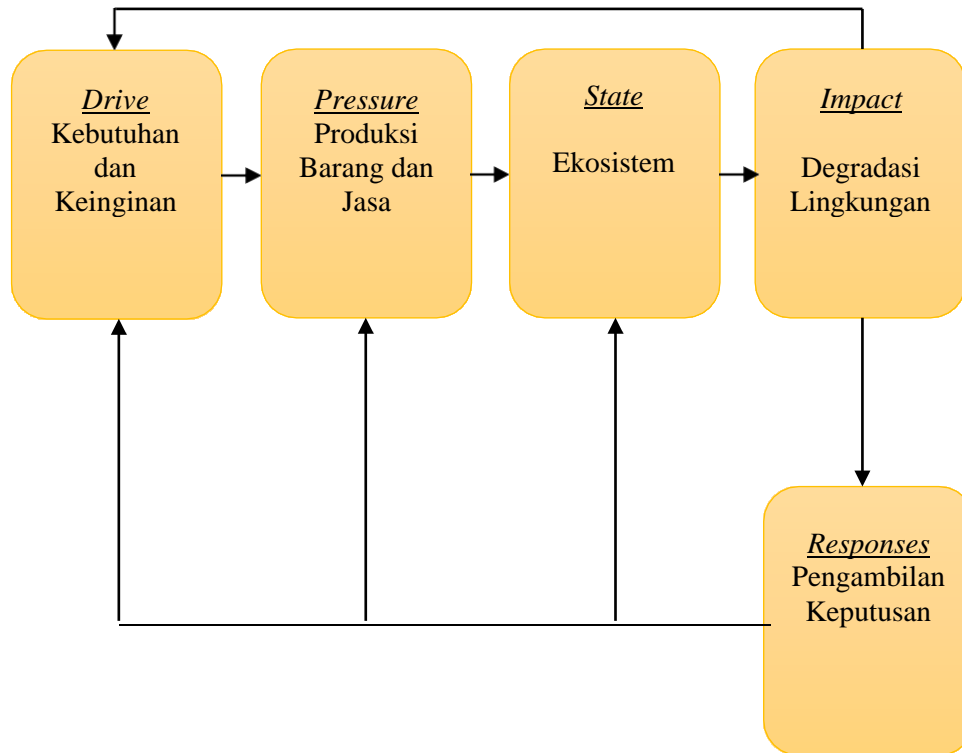 Drive
Kebutuhan
dan
Keinginan
Pressure
Produksi
Barang dan
Jasa
State
Ekosistem
Impact
Degradasi
Lingkungan
Responses
Pengambilan
Keputusan